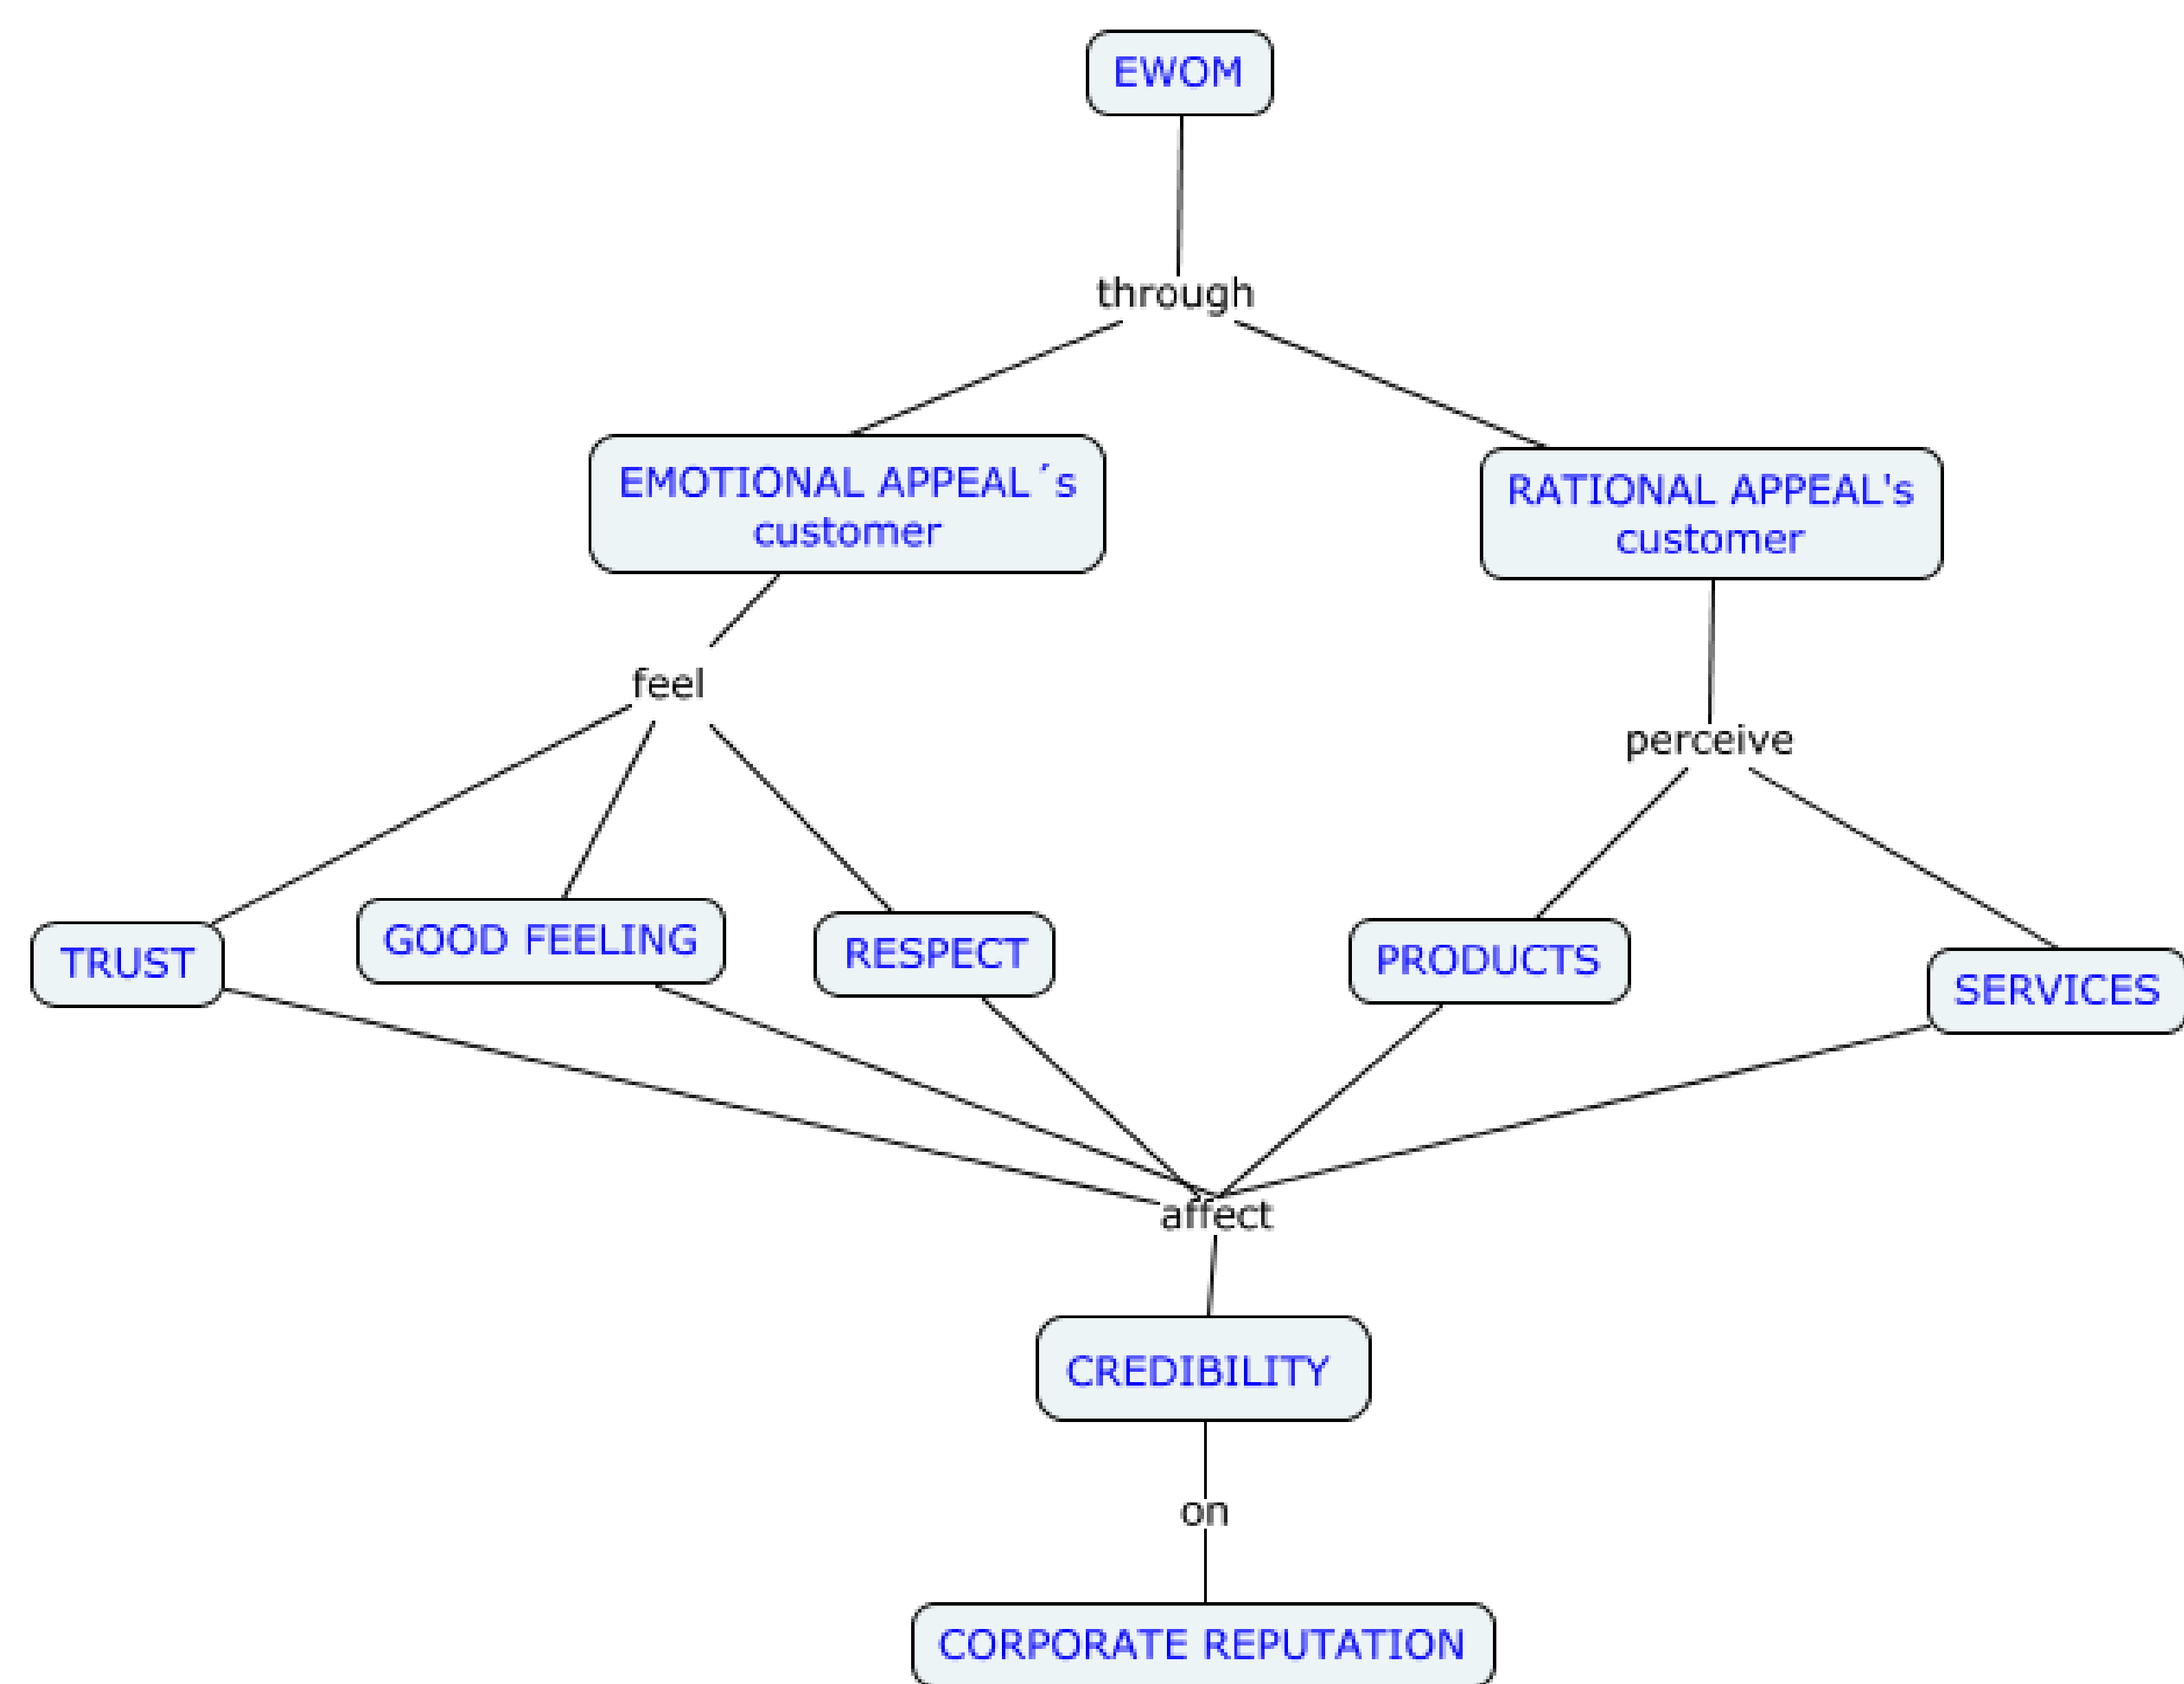 EWOM
through
EMOTIONAL APPEAL´s
customer
RATIONAL APPEAL's
customer
feel
perceive
TRUST
GOOD FEELING
RESPECT
PRODUCTS
SERVICES
affect
CREDIBILITY
on
CORPORATE REPUTATION